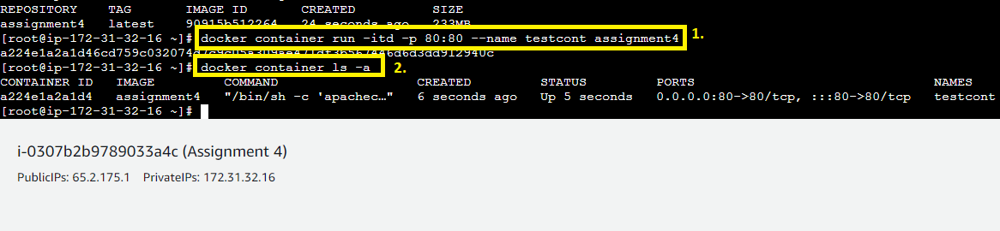 REPOSITORY TAG IMAGE ID CREATED SIZE
assignment4 latest 90915b512264 24 seconds ago 233MB
[root@ip-172-31-32-16 ~]# docker container run -itd -p 80:80 --name testcont assignment4 1.
[root@ip-172-31-32-16 ~]# docker container ls -a 2.
CONTAINER ID IMAGE COMMAND CREATED STATUS PORTS NAMES
a224e1a2a1d4 assignment4 "/bin/sh -c 'apachec…" 6 seconds ago Up 5 seconds 0.0.0.0:80->80/tcp, :::80->80/tcp testcont
[root@ip-172-31-32-16 ~]#
i-0307b2b9789033a4c (Assignment 4)
PublicIPs: 65.2.175.1 PrivateIPs: 172.31.32.16